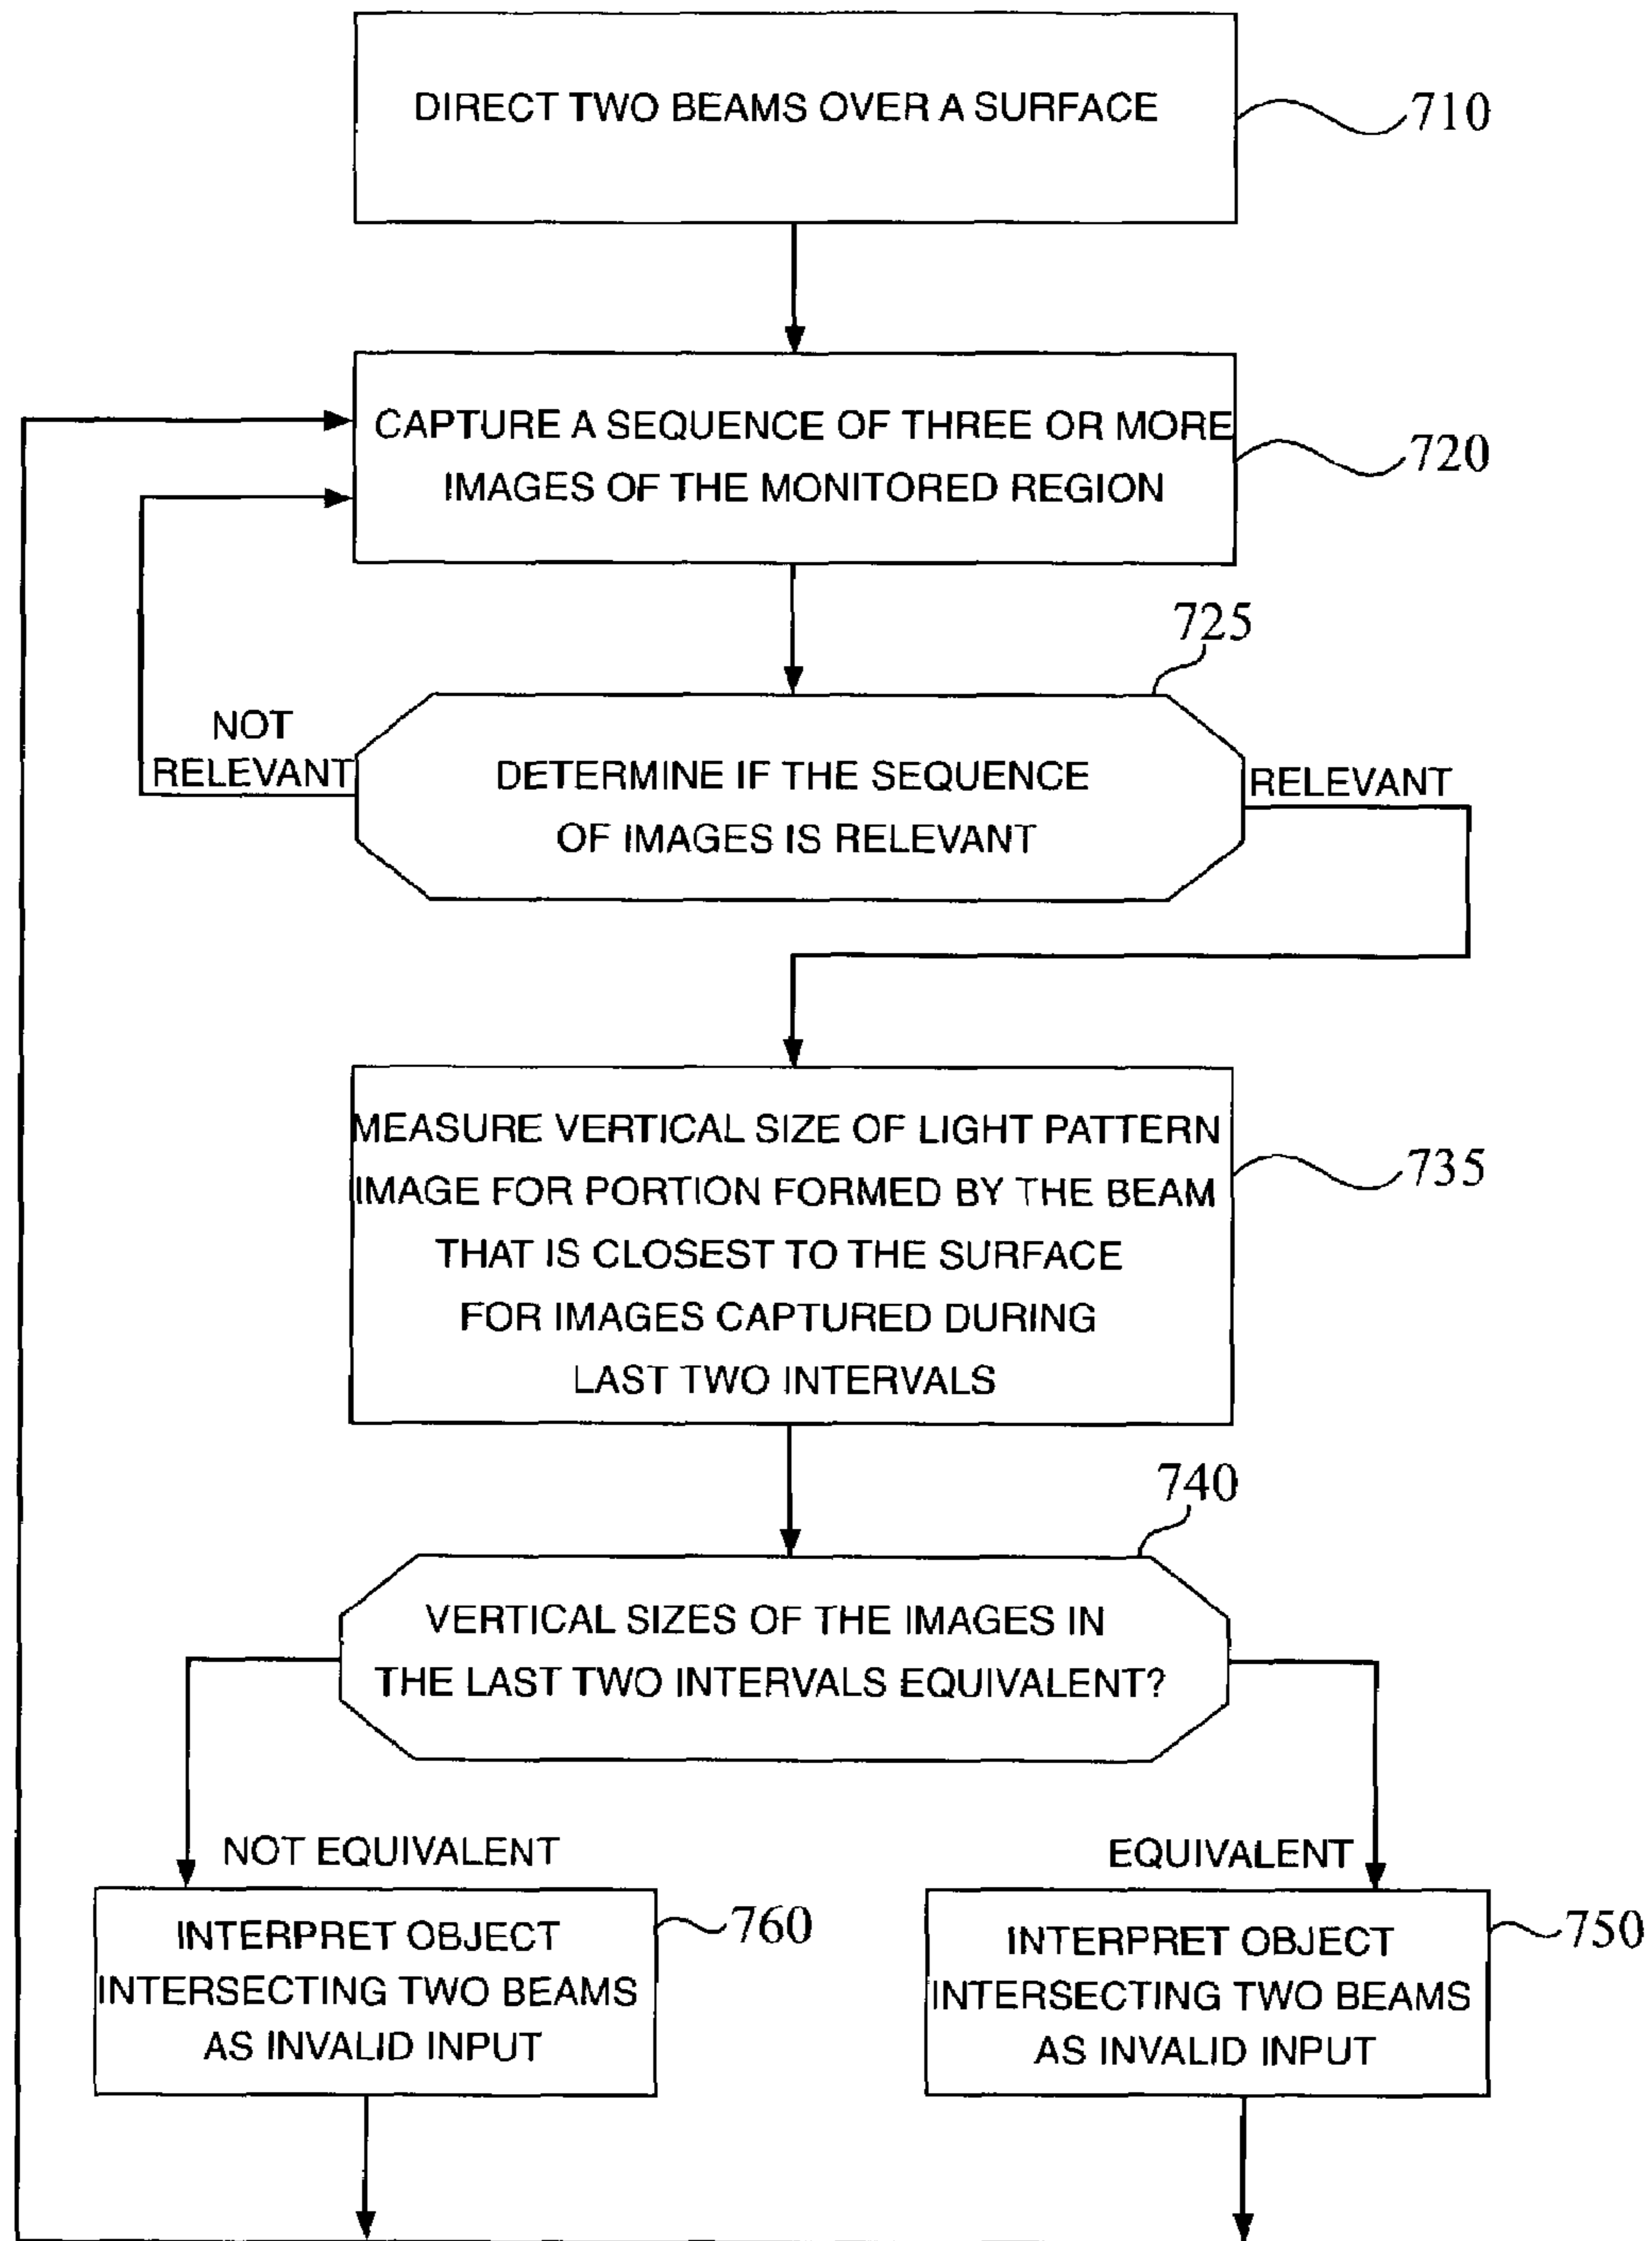 DIRECT TWO BEAMS OVER A SURFACE
710
CAPTURE A SEQUENCE OF THREE OR MORE
IMAGES OF THE MONITORED REGION
720
725
NOT
RELEVANT
DETERMINE IF THE SEQUENCE
OF IMAGES IS RELEVANT
RELEVANT
MEASURE VERTICAL SIZE OF LIGHT PATTERN
IMAGE FOR PORTION FORMED BY THE BEAM
THAT IS CLOSEST TO THE SURFACE
FOR IMAGES CAPTURED DURING
LAST TWO INTERVALS
735
740
VERTICAL SIZES OF THE IMAGES IN
THE LAST TWO INTERVALS EQUIVALENT?
NOT EQUIVALENT
EQUIVALENT
INTERPRET OBJECT
INTERSECTING TWO BEAMS
AS INVALID INPUT
760
INTERPRET OBJECT
INTERSECTING TWO BEAMS
AS INVALID INPUT
750